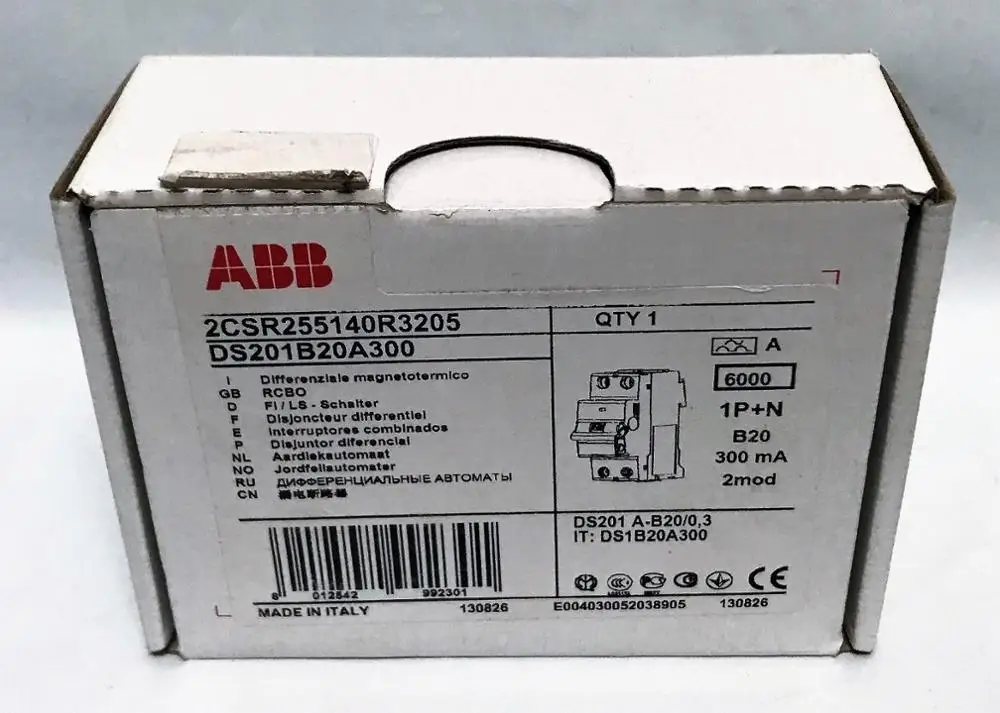 ABB
2CSR255140R3205
QTY 1
DS201B20A300
A
6000
1P+N
B20
300 mA
2mod
I Differenziale magnetotermico
GB RCBO
D FI / LS - Schalter
F Disjoncteur differentiel
E Interruptores combinados
P Disjuntor diferencial
NL Aardlekautomaat
NO Jordfeilautomater
RU ДИФФЕРЕНЦИАЛЬНЫЕ АВТОМАТЫ
CN
DS201 A-B20/0,3
IT: DS1B20A300
8 012542 992301
CE
MADE IN ITALY
130826
E004030052038905
130826